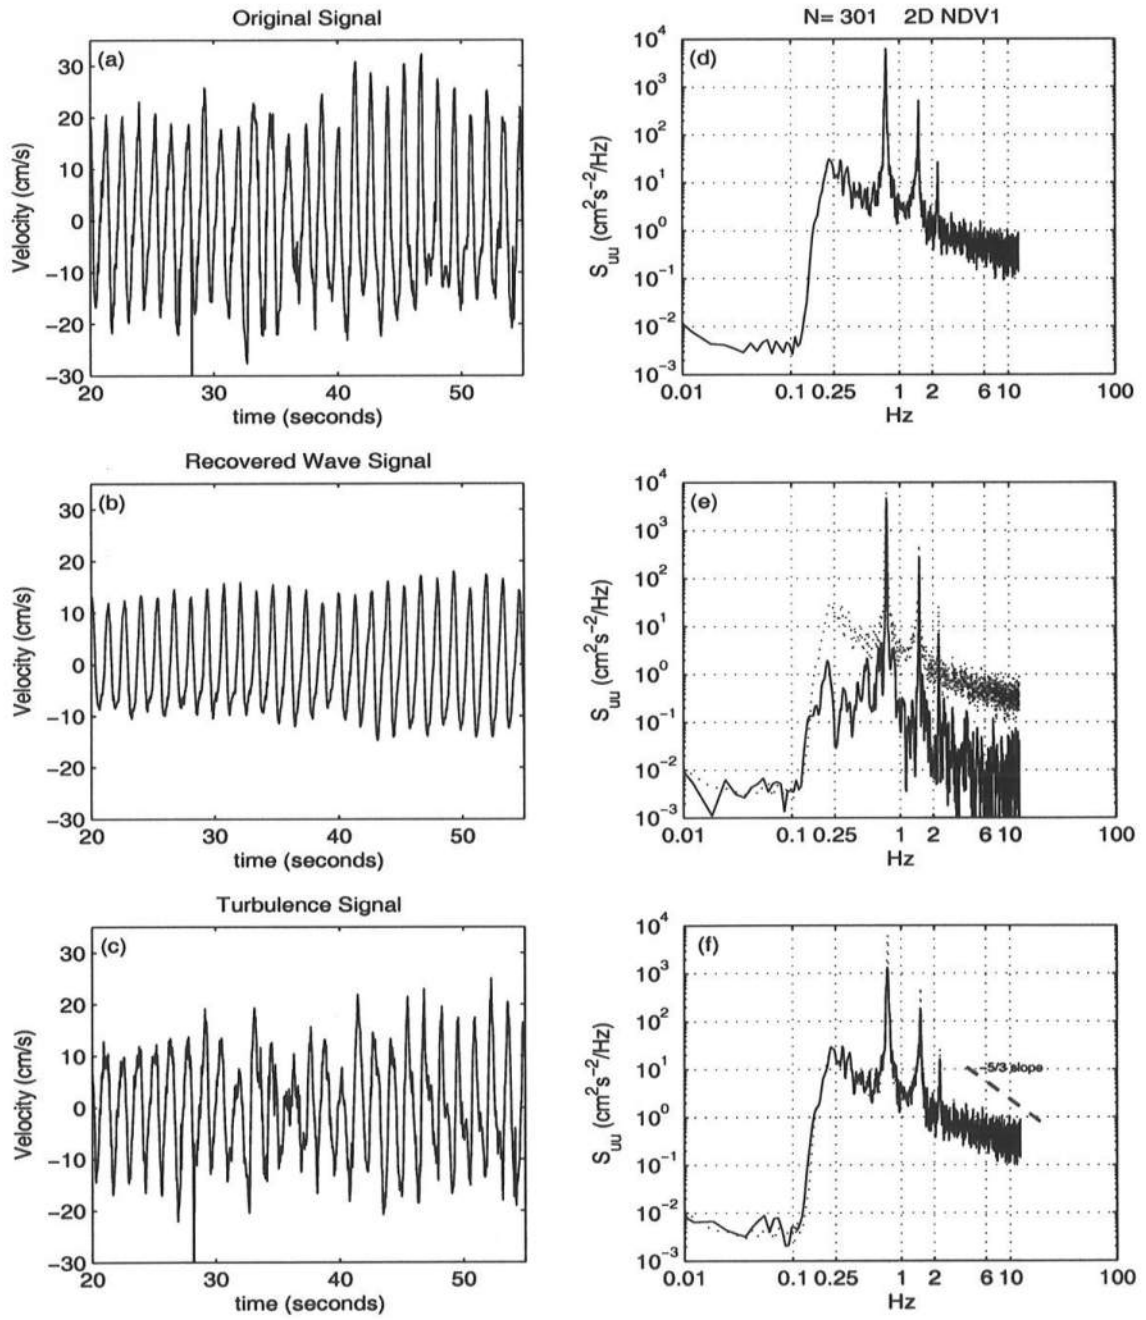 Original Signal
(a)
Velocity (cm/s)
30
20
10
0
−10
−20
−30
20 30 40 50
time (seconds)
N= 301 2D NDV1
(d)
S_uu (cm²s⁻²/Hz)
10⁴
10³
10²
10¹
10⁰
10⁻¹
10⁻²
10⁻³
0.01 0.1 0.25 1 2 6 10 100
Hz
Recovered Wave Signal
(b)
Velocity (cm/s)
30
20
10
0
−10
−20
−30
20 30 40 50
time (seconds)
(e)
S_uu (cm²s⁻²/Hz)
10⁴
10³
10²
10¹
10⁰
10⁻¹
10⁻²
10⁻³
0.01 0.1 0.25 1 2 6 10 100
Hz
Turbulence Signal
(c)
Velocity (cm/s)
30
20
10
0
−10
−20
−30
20 30 40 50
time (seconds)
(f)
S_uu (cm²s⁻²/Hz)
10⁴
10³
10²
10¹
10⁰
10⁻¹
10⁻²
10⁻³
−5/3 slope
0.01 0.1 0.25 1 2 6 10 100
Hz